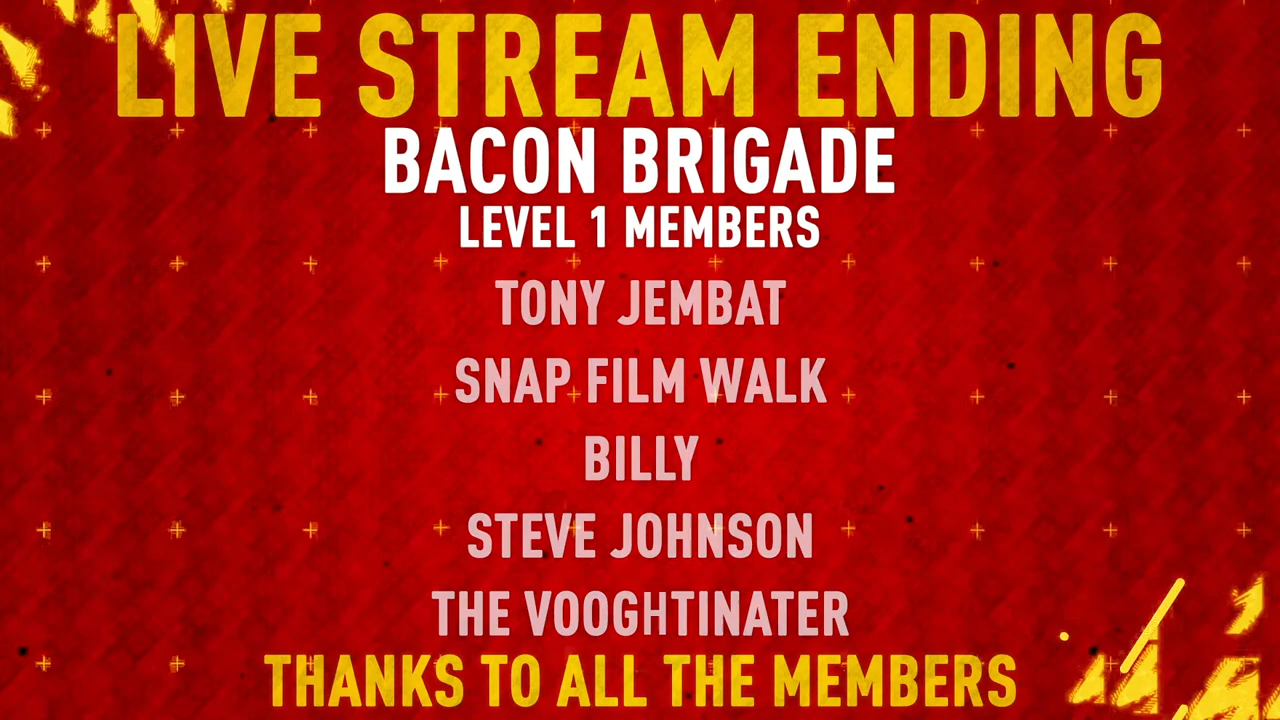 LIVE STREAM ENDING
BACON BRIGADE
LEVEL 1 MEMBERS
TONY JEMBAT
SNAP FILM WALK
BILLY
STEVE JOHNSON
THE VOOGHTINATER
THANKS TO ALL THE MEMBERS